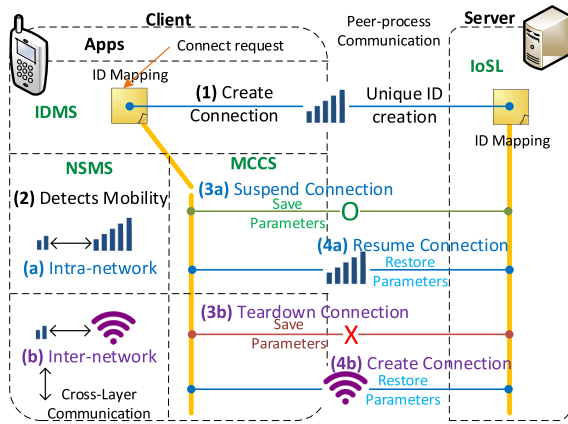 Client
Peer-process
Communication
Server
Apps
Connect request
ID Mapping
IoSL
IDMS
(1) Create
Connection
Unique ID
creation
ID Mapping
NSMS
MCCS
(2) Detects Mobility
(3a) Suspend Connection
Save
Parameters
O
(a) Intra-network
(4a) Resume Connection
Restore
Parameters
(3b) Teardown Connection
Save
Parameters
X
(b) Inter-network
(4b) Create Connection
Restore
Parameters
Cross-Layer
Communication